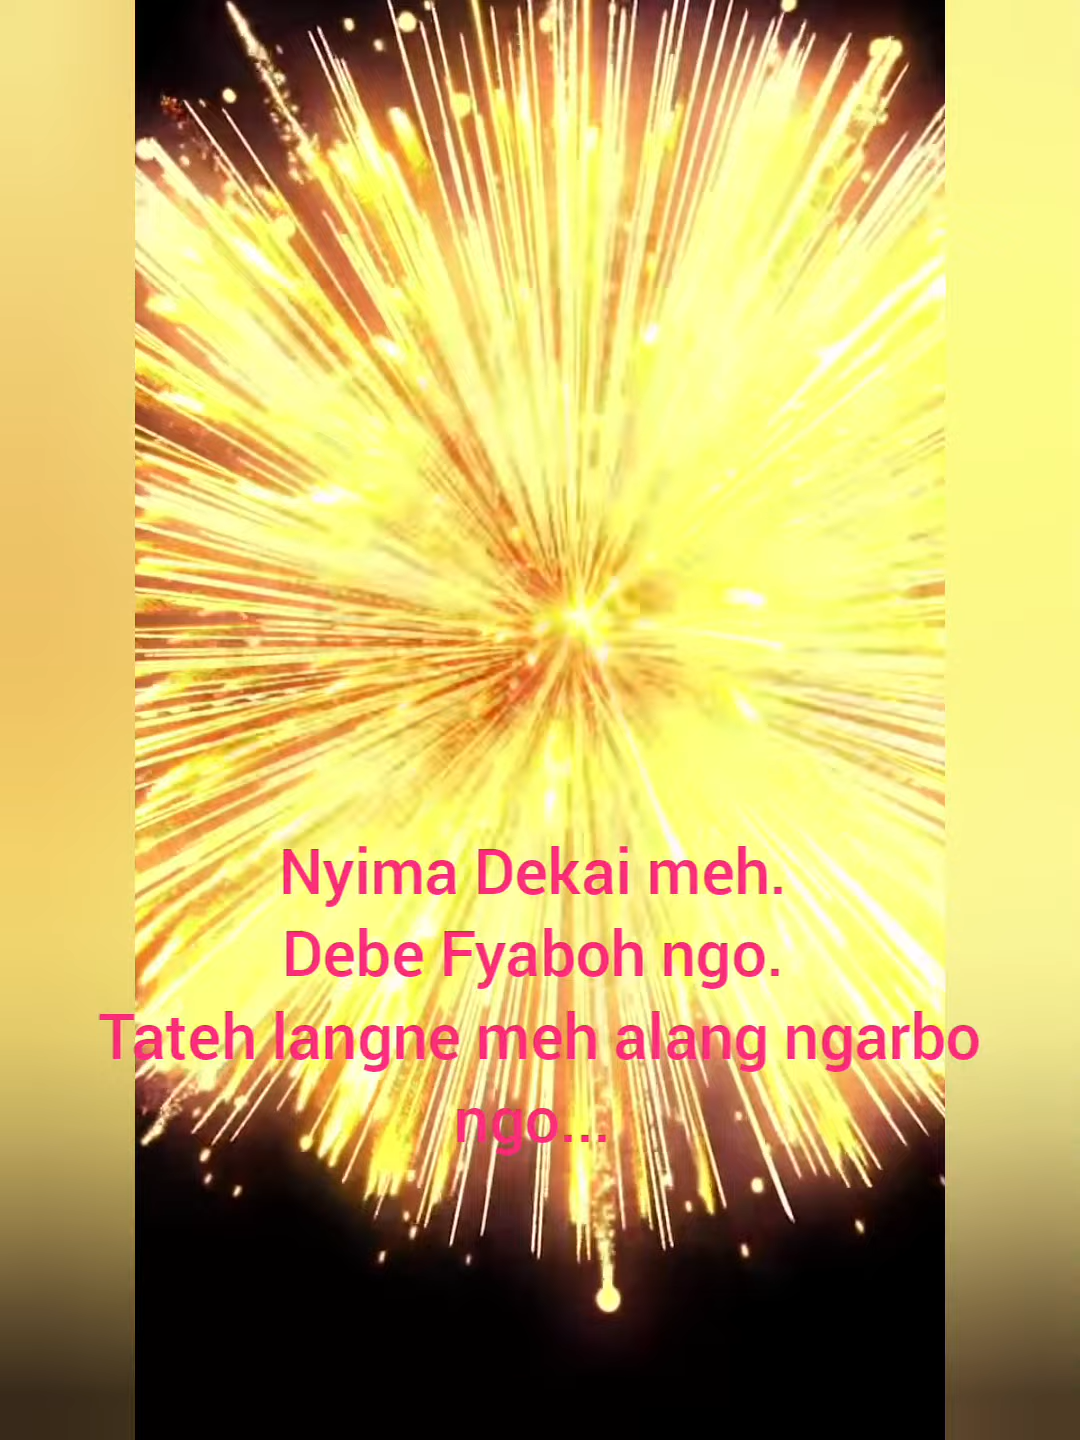 Nyima Dekai meh.
Debe Fyaboh ngo.
Tateh langne meh alang ngarbo
ngo...